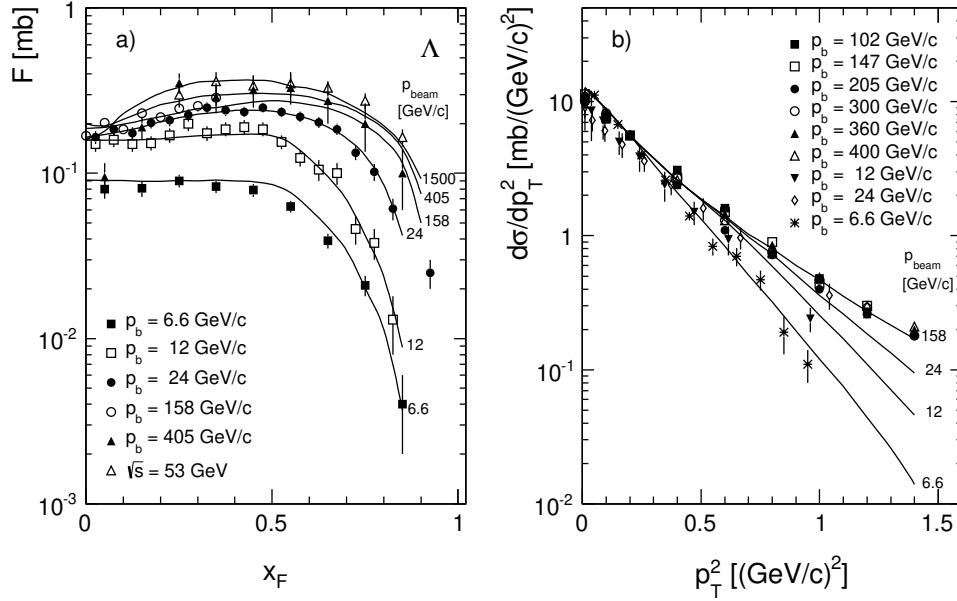 F [mb]
1
10⁻¹
10⁻²
10⁻³
a)
Λ
p_beam
[GeV/c]
1500
405
158
24
12
6.6
p_b = 6.6 GeV/c
p_b = 12 GeV/c
p_b = 24 GeV/c
p_b = 158 GeV/c
p_b = 405 GeV/c
√s = 53 GeV
0 0.5 1
x_F
dσ/dp_T² [mb/(GeV/c)²]
10
1
10⁻¹
10⁻²
b)
p_b = 102 GeV/c
p_b = 147 GeV/c
p_b = 205 GeV/c
p_b = 300 GeV/c
p_b = 360 GeV/c
p_b = 400 GeV/c
p_b = 12 GeV/c
p_b = 24 GeV/c
p_b = 6.6 GeV/c
p_beam
[GeV/c]
158
24
12
6.6
0 0.5 1 1.5
p_T² [(GeV/c)²]